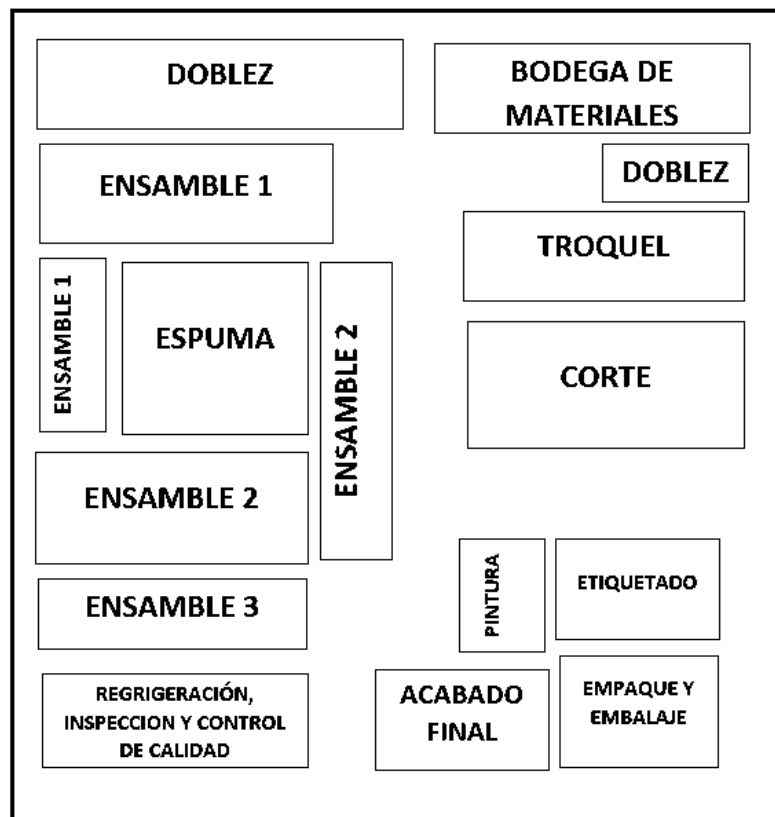 DOBLEZ
BODEGA DE
MATERIALES
ENSAMBLE 1
DOBLEZ
TROQUEL
ENSAMBLE 1
ESPUMA
ENSAMBLE 2
CORTE
ENSAMBLE 2
ENSAMBLE 3
PINTURA
ETIQUETADO
REGRIGERACIÓN,
INSPECCION Y CONTROL
DE CALIDAD
ACABADO
FINAL
EMPAQUE Y
EMBALAJE